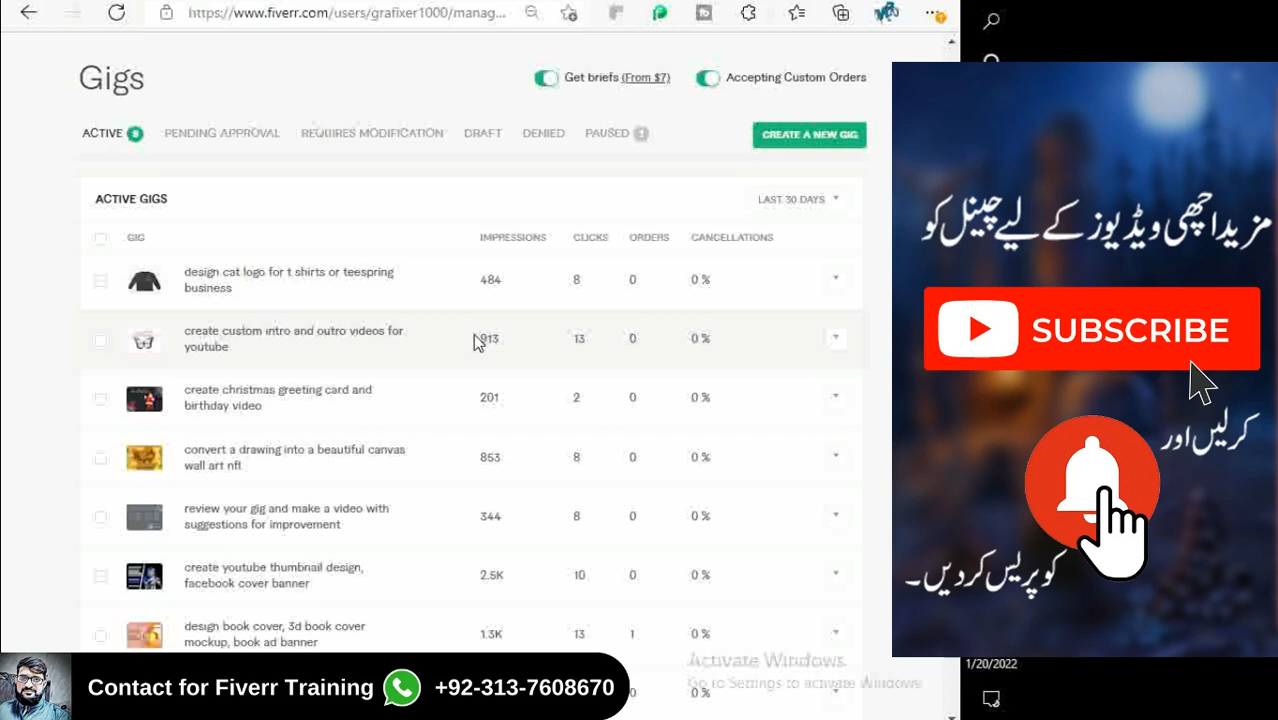 https://www.fiverr.com/users/grafixer1000/manag...
Gigs
Get briefs (From $7)
Accepting Custom Orders
ACTIVE
PENDING APPROVAL
REQUIRES MODIFICATION
DRAFT
DENIED
PAUSED
CREATE A NEW GIG
ACTIVE GIGS
LAST 30 DAYS
GIG IMPRESSIONS CLICKS ORDERS CANCELLATIONS
design cat logo for t shirts or teespring
business
484 8 0 0 %
create custom intro and outro videos for
youtube
913 13 0 0 %
create christmas greeting card and
birthday video
201 2 0 0 %
convert a drawing into a beautiful canvas
wall art nft
853 8 0 0 %
review your gig and make a video with
suggestions for improvement
344 8 0 0 %
create youtube thumbnail design,
facebook cover banner
2.5K 10 0 0 %
design book cover, 3d book cover
mockup, book ad banner
1.3K 13 1 0 %
0 0 %
Activate Windows
Go to Settings to activate Windows.
Contact for Fiverr Training +92-313-7608670
مزید اچھی ویڈیوز کے لیے چینل کو
SUBSCRIBE
کرلیں اور
کو پریس کردیں۔
1/20/2022